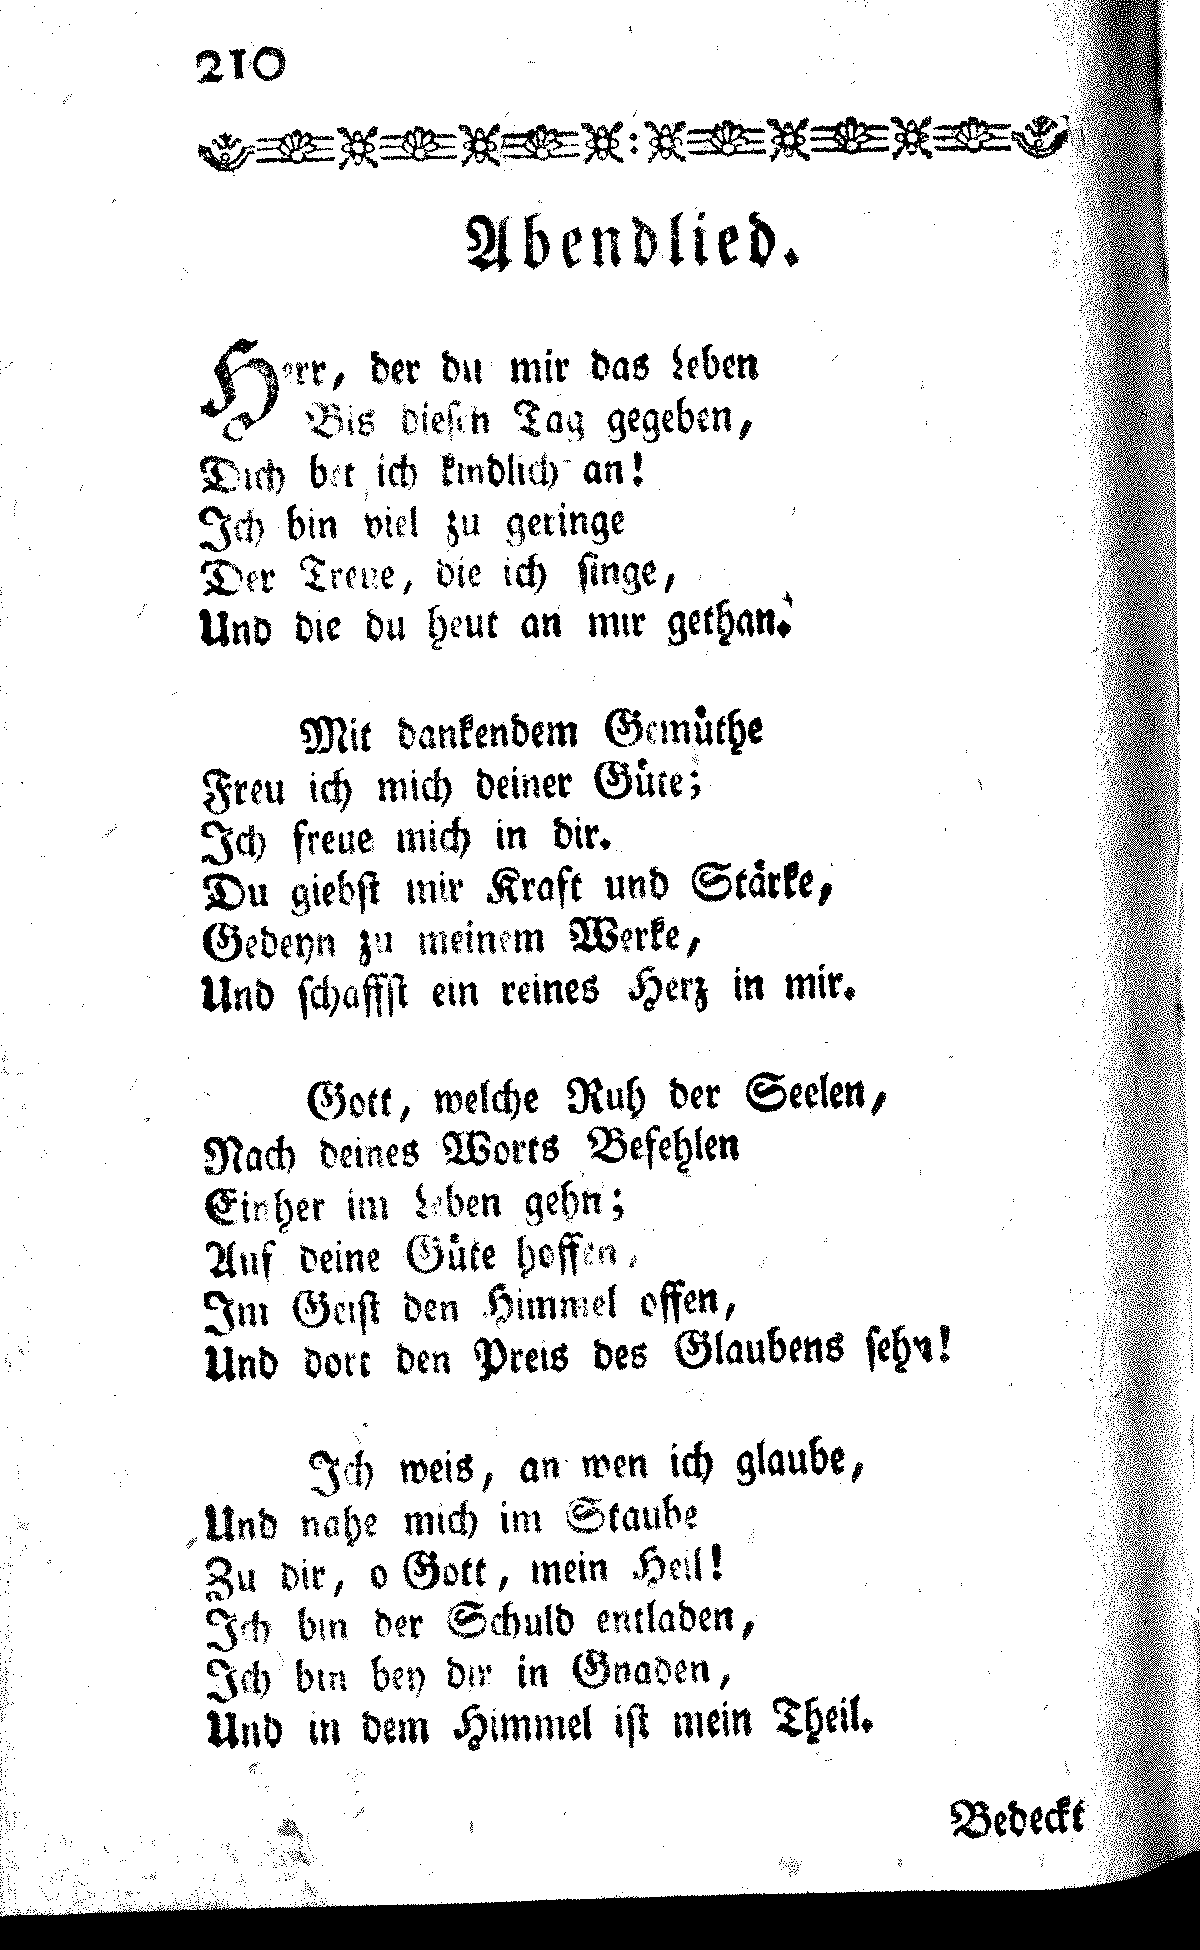 210
Abendlied.
Herr, der du mir das Leben
Bis diesen Tag gegeben,
Dich bet ich kindlich an!
Ich bin viel zu geringe
Der Treue, die ich singe,
Und die du heut an mir gethan.
Mit dankendem Gemüthe
Freu ich mich deiner Güte;
Ich freue mich in dir.
Du giebst mir Kraft und Stärke,
Gedeyn zu meinem Werke,
Und schaffst ein reines Herz in mir.
Gott, welche Ruh der Seelen,
Nach deines Worts Befehlen
Einher im Leben gehn;
Auf deine Güte hoffen,
Im Geist den Himmel offen,
Und dort den Preis des Glaubens sehn!
Ich weis, an wen ich glaube,
Und nahe mich im Staube
Zu dir, o Gott, mein Heil!
Ich bin der Schuld entladen,
Ich bin bey dir in Gnaden,
Und in dem Himmel ist mein Theil.
Bedeckt